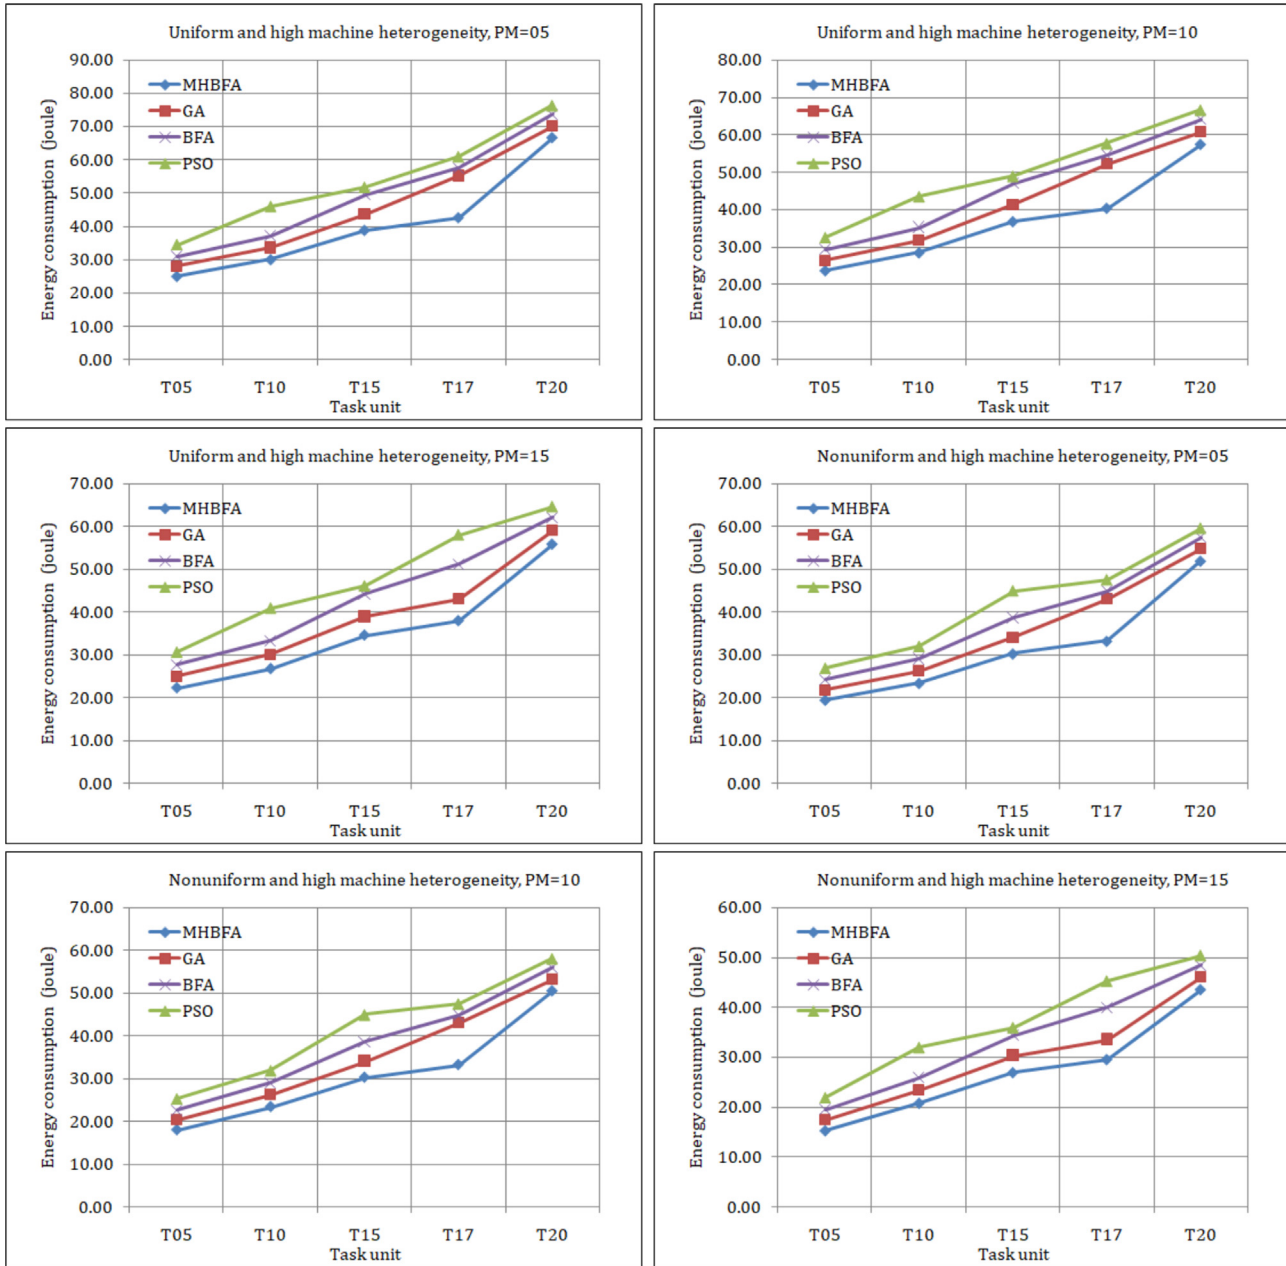 Uniform and high machine heterogeneity, PM=05
Energy consumption (joule)
90.00
80.00
70.00
60.00
50.00
40.00
30.00
20.00
10.00
0.00
MHBFA
GA
BFA
PSO
T05 T10 T15 T17 T20
Task unit
Uniform and high machine heterogeneity, PM=10
Energy consumption (joule)
80.00
70.00
60.00
50.00
40.00
30.00
20.00
10.00
0.00
MHBFA
GA
BFA
PSO
T05 T10 T15 T17 T20
Task unit
Uniform and high machine heterogeneity, PM=15
Energy consumption (joule)
70.00
60.00
50.00
40.00
30.00
20.00
10.00
0.00
MHBFA
GA
BFA
PSO
T05 T10 T15 T17 T20
Task unit
Nonuniform and high machine heterogeneity, PM=05
Energy consumption (joule)
70.00
60.00
50.00
40.00
30.00
20.00
10.00
0.00
MHBFA
GA
BFA
PSO
T05 T10 T15 T17 T20
Task unit
Nonuniform and high machine heterogeneity, PM=10
Energy consumption (joule)
70.00
60.00
50.00
40.00
30.00
20.00
10.00
0.00
MHBFA
GA
BFA
PSO
T05 T10 T15 T17 T20
Task unit
Nonuniform and high machine heterogeneity, PM=15
Energy consumption (joule)
60.00
50.00
40.00
30.00
20.00
10.00
0.00
MHBFA
GA
BFA
PSO
T05 T10 T15 T17 T20
Task unit